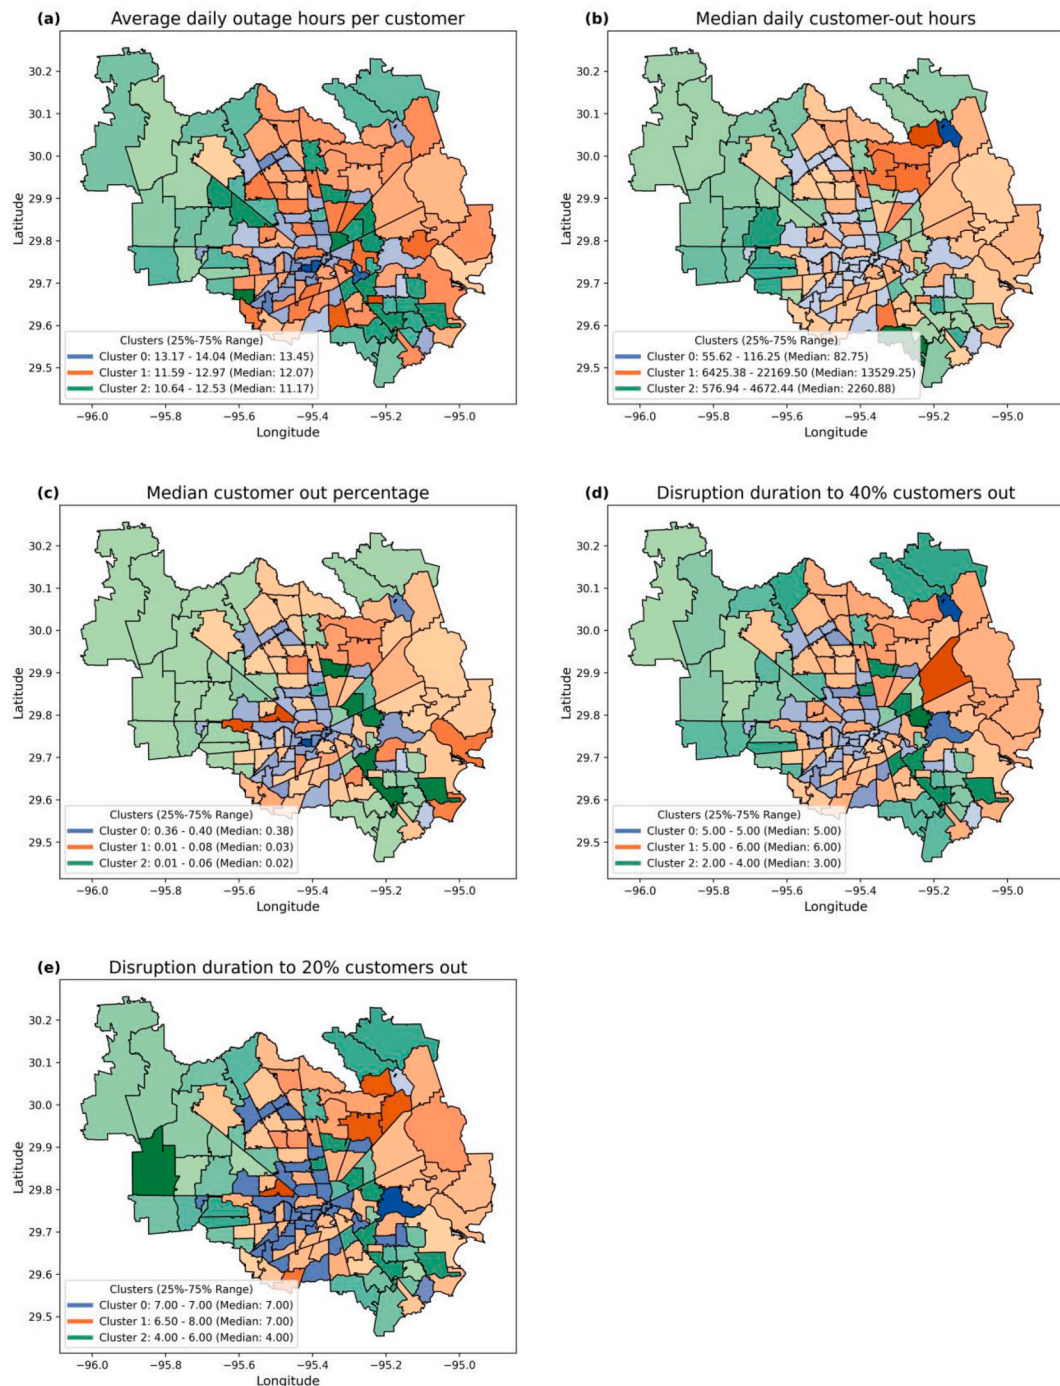 (a) Average daily outage hours per customer
30.2
30.1
30.0
29.9
29.8
29.7
29.6
29.5
Latitude
Clusters (25%-75% Range)
Cluster 0: 13.17 - 14.04 (Median: 13.45)
Cluster 1: 11.59 - 12.97 (Median: 12.07)
Cluster 2: 10.64 - 12.53 (Median: 11.17)
−96.0 −95.8 −95.6 −95.4 −95.2 −95.0
Longitude
(b) Median daily customer-out hours
30.2
30.1
30.0
29.9
29.8
29.7
29.6
29.5
Latitude
Clusters (25%-75% Range)
Cluster 0: 55.62 - 116.25 (Median: 82.75)
Cluster 1: 6425.38 - 22169.50 (Median: 13529.25)
Cluster 2: 576.94 - 4672.44 (Median: 2260.88)
−96.0 −95.8 −95.6 −95.4 −95.2 −95.0
Longitude
(c) Median customer out percentage
30.2
30.1
30.0
29.9
29.8
29.7
29.6
29.5
Latitude
Clusters (25%-75% Range)
Cluster 0: 0.36 - 0.40 (Median: 0.38)
Cluster 1: 0.01 - 0.08 (Median: 0.03)
Cluster 2: 0.01 - 0.06 (Median: 0.02)
−96.0 −95.8 −95.6 −95.4 −95.2 −95.0
Longitude
(d) Disruption duration to 40% customers out
30.2
30.1
30.0
29.9
29.8
29.7
29.6
29.5
Latitude
Clusters (25%-75% Range)
Cluster 0: 5.00 - 5.00 (Median: 5.00)
Cluster 1: 5.00 - 6.00 (Median: 6.00)
Cluster 2: 2.00 - 4.00 (Median: 3.00)
−96.0 −95.8 −95.6 −95.4 −95.2 −95.0
Longitude
(e) Disruption duration to 20% customers out
30.2
30.1
30.0
29.9
29.8
29.7
29.6
29.5
Latitude
Clusters (25%-75% Range)
Cluster 0: 7.00 - 7.00 (Median: 7.00)
Cluster 1: 6.50 - 8.00 (Median: 7.00)
Cluster 2: 4.00 - 6.00 (Median: 4.00)
−96.0 −95.8 −95.6 −95.4 −95.2 −95.0
Longitude